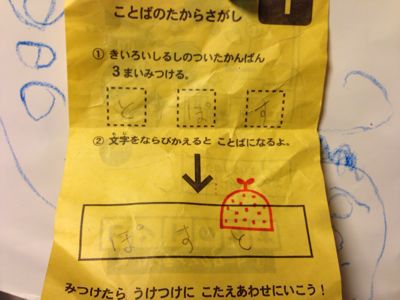 1
ことばのたからさがし
① きいろいしるしのついたかんばん
3まいみつける。
と ぽ す
② 文字をならびかえると ことばになるよ。
ぽ す と
みつけたら うけつけに こたえあわせにいこう!